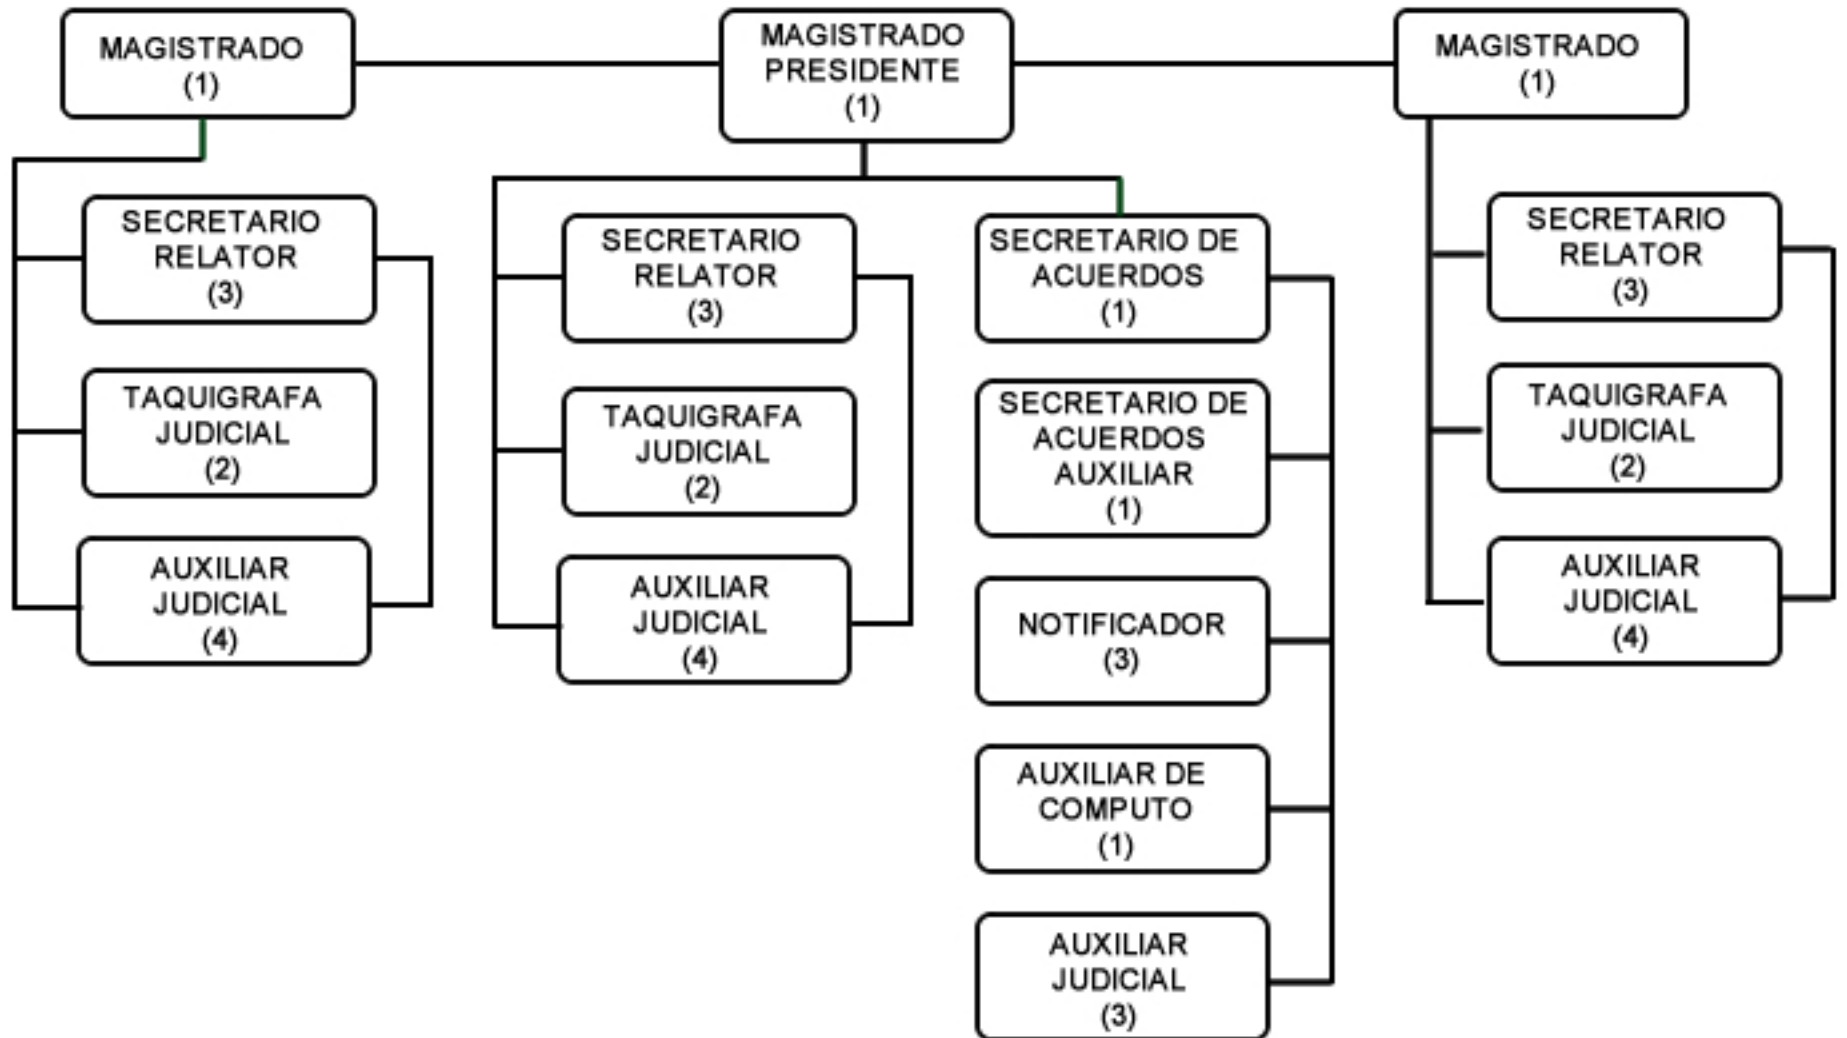 MAGISTRADO
(1)
MAGISTRADO
PRESIDENTE
(1)
MAGISTRADO
(1)
SECRETARIO
RELATOR
(3)
TAQUIGRAFA
JUDICIAL
(2)
AUXILIAR
JUDICIAL
(4)
SECRETARIO
RELATOR
(3)
TAQUIGRAFA
JUDICIAL
(2)
AUXILIAR
JUDICIAL
(4)
SECRETARIO DE
ACUERDOS
(1)
SECRETARIO DE
ACUERDOS
AUXILIAR
(1)
NOTIFICADOR
(3)
AUXILIAR DE
COMPUTO
(1)
AUXILIAR
JUDICIAL
(3)
SECRETARIO
RELATOR
(3)
TAQUIGRAFA
JUDICIAL
(2)
AUXILIAR
JUDICIAL
(4)